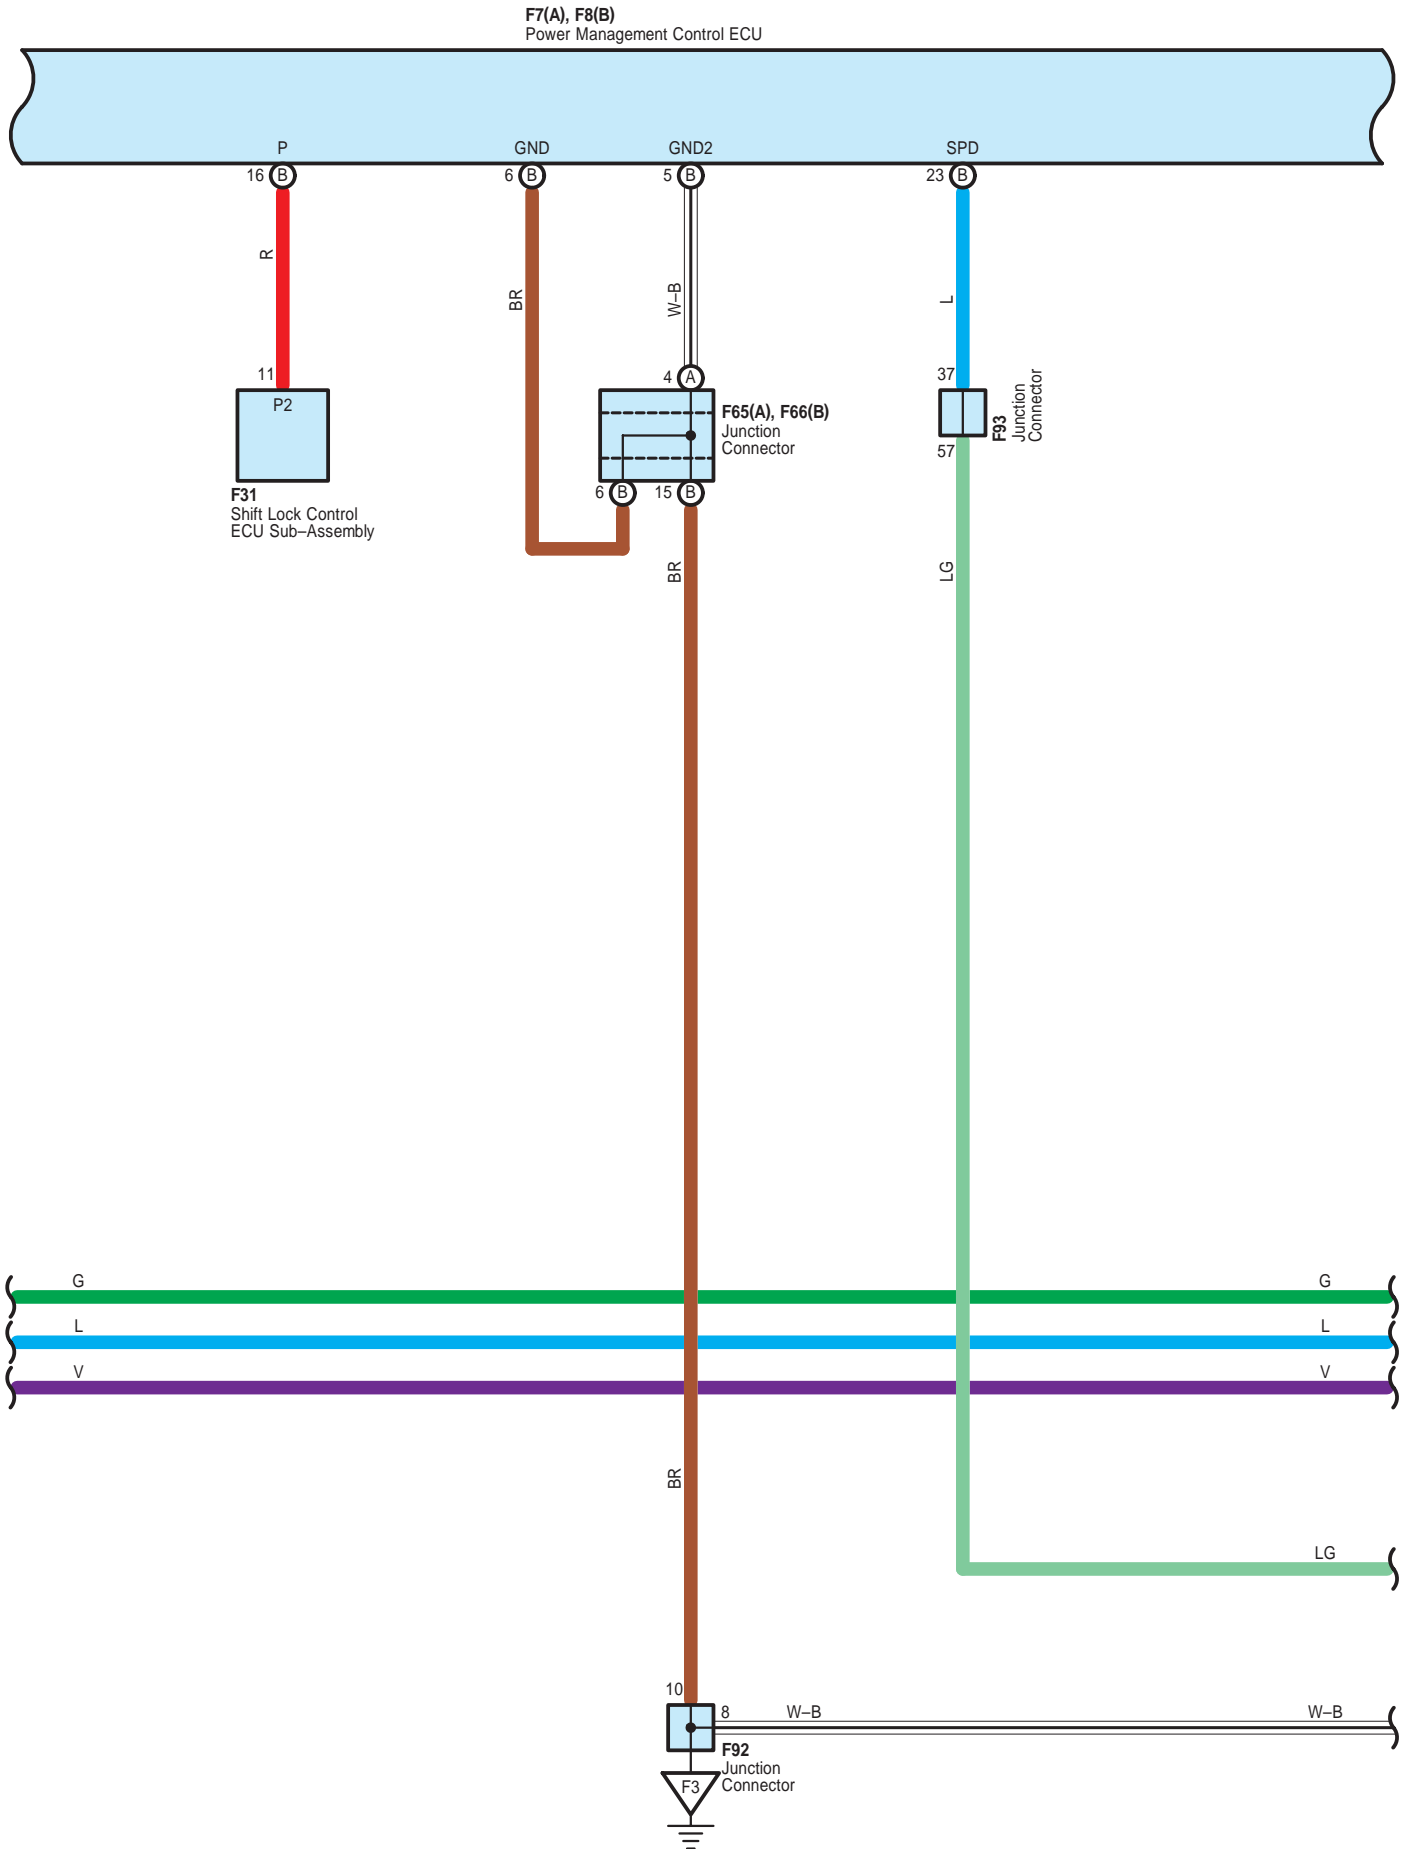 F7(A), F8(B)
Power Management Control ECU
P
GND
GND2
SPD
16 B
6 B
5 B
23 B
R
BR
W–B
L
11
P2
F31
Shift Lock Control
ECU Sub–Assembly
4 A
F65(A), F66(B)
Junction
Connector
6 B
15 B
37
F93
Junction
Connector
57
BR
LG
G
G
L
L
V
V
BR
LG
10
8
W–B
W–B
F92
Junction
Connector
F3